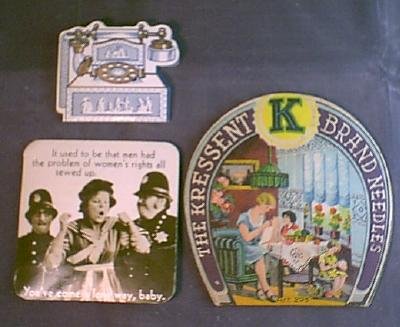 It used to be that men had
the problem of women's rights all
sewed up.
You've come a long way, baby.
K
THE KRESSENT BRAND NEEDLES